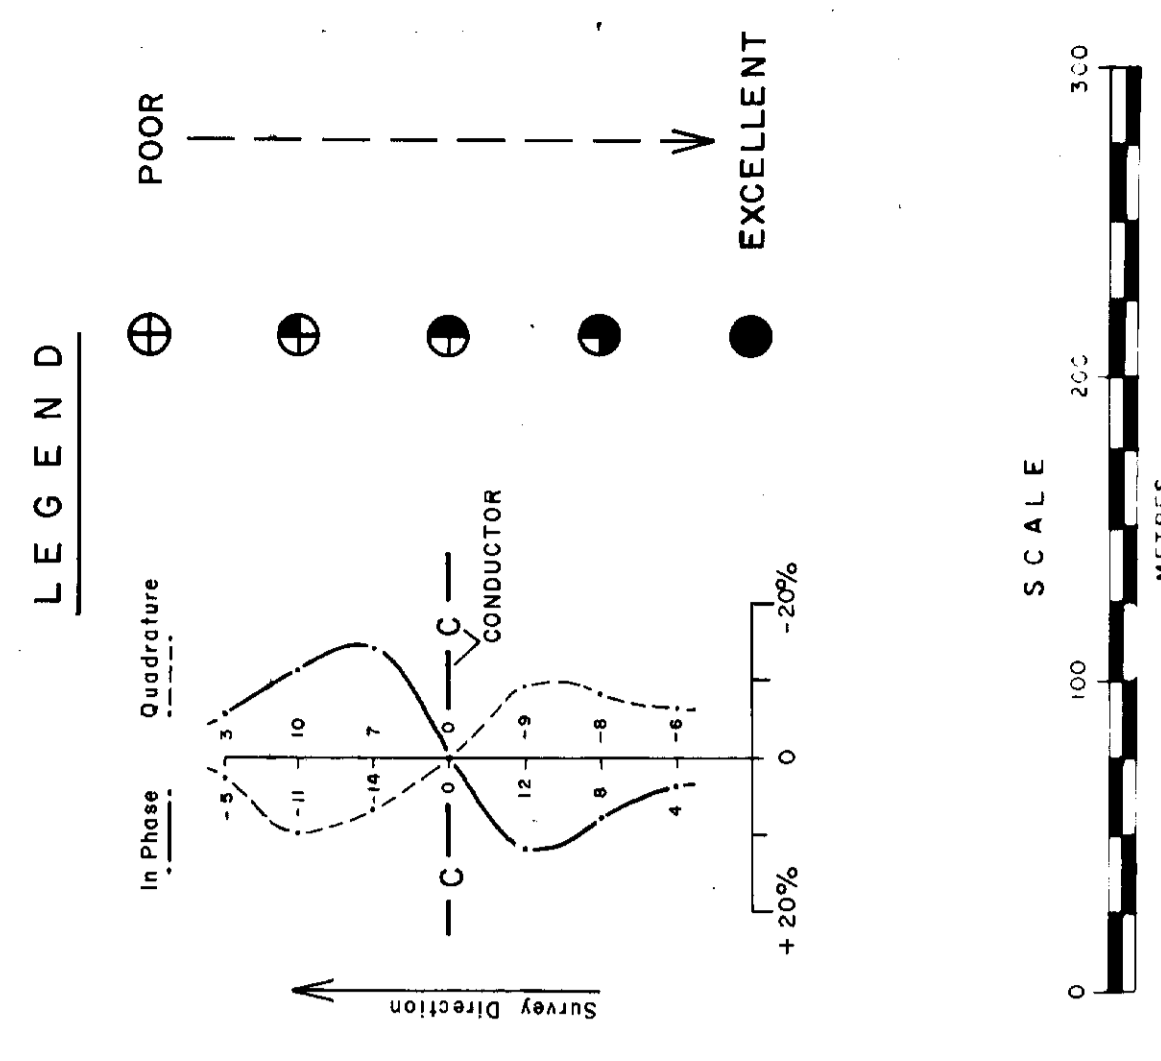 LEGEND
In Phase
Quadrature
-5
3
-11
10
-14
7
0
0
C
C
CONDUCTOR
12
-9
8
-8
4
-6
+20%
0
-20%
Survey Direction
POOR
EXCELLENT
SCALE
0
100
200
300
METRES